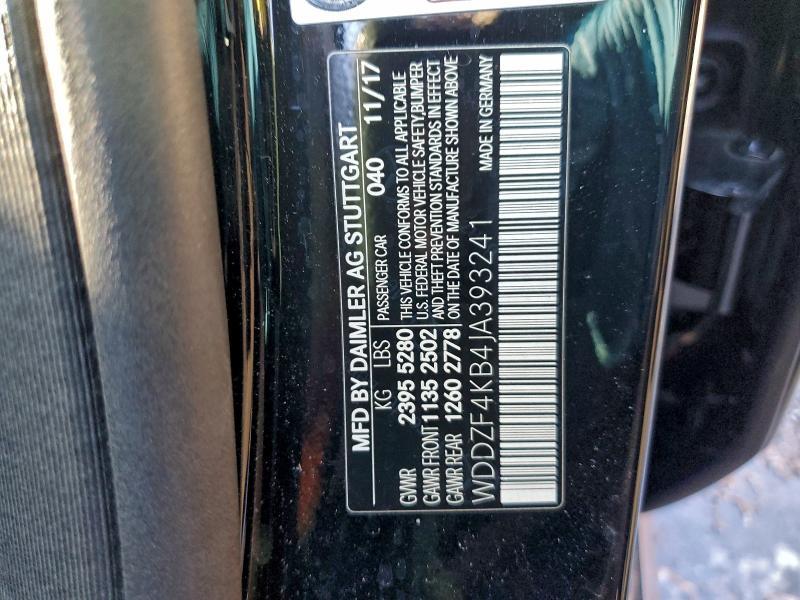 MFD BY DAIMLER AG STUTTGART
KG LBS PASSENGER CAR 040 11/17
GVWR 2395 5280 THIS VEHICLE CONFORMS TO ALL APPLICABLE
U.S. FEDERAL MOTOR VEHICLE SAFETY,BUMPER
GAWR FRONT 1135 2502 AND THEFT PREVENTION STANDARDS IN EFFECT
GAWR REAR 1260 2778 ON THE DATE OF MANUFACTURE SHOWN ABOVE
WDDZF4KB4JA393241 MADE IN GERMANY